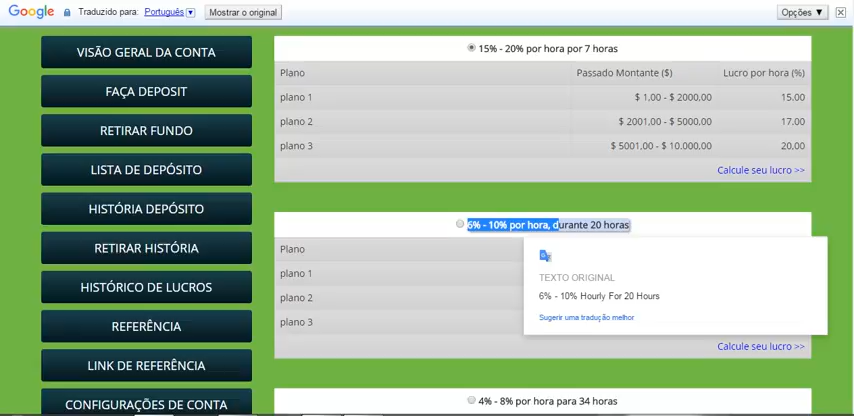 Google Traduzido para: Português Mostrar o original Opções ▼
VISÃO GERAL DA CONTA
FAÇA DEPOSIT
RETIRAR FUNDO
LISTA DE DEPÓSITO
HISTÓRIA DEPÓSITO
RETIRAR HISTÓRIA
HISTÓRICO DE LUCROS
REFERÊNCIA
LINK DE REFERÊNCIA
CONFIGURAÇÕES DE CONTA
15% - 20% por hora por 7 horas
Plano Passado Montante ($) Lucro por hora (%)
plano 1 $ 1,00 - $ 2000,00 15.00
plano 2 $ 2001,00 - $ 5000,00 17.00
plano 3 $ 5001,00 - $ 10.000,00 20,00
Calcule seu lucro >>
6% - 10% por hora, durante 20 horas
Plano
plano 1
plano 2
plano 3
TEXTO ORIGINAL
6% - 10% Hourly For 20 Hours
Sugerir uma tradução melhor
Calcule seu lucro >>
4% - 8% por hora para 34 horas